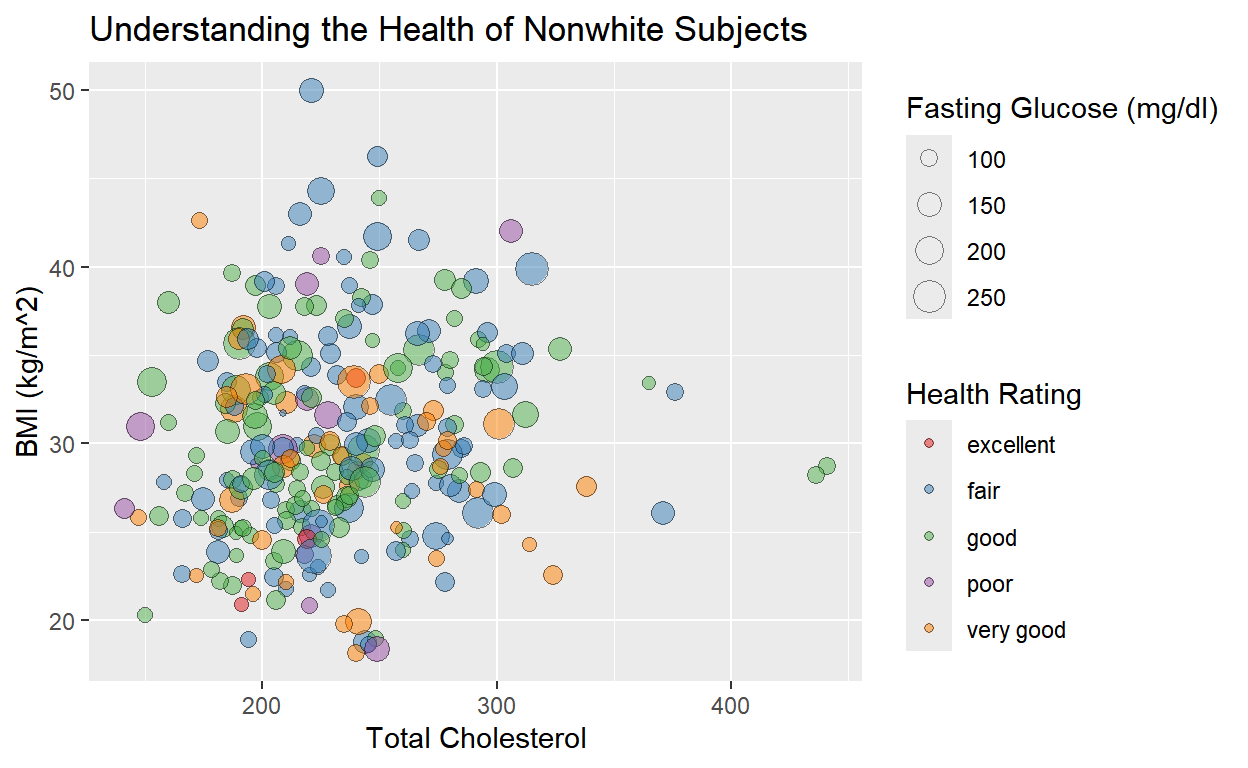 Understanding the Health of Nonwhite Subjects
50
40
30
20
BMI (kg/m^2)
200 300 400
Total Cholesterol
Fasting Glucose (mg/dl)
100
150
200
250
Health Rating
excellent
fair
good
poor
very good